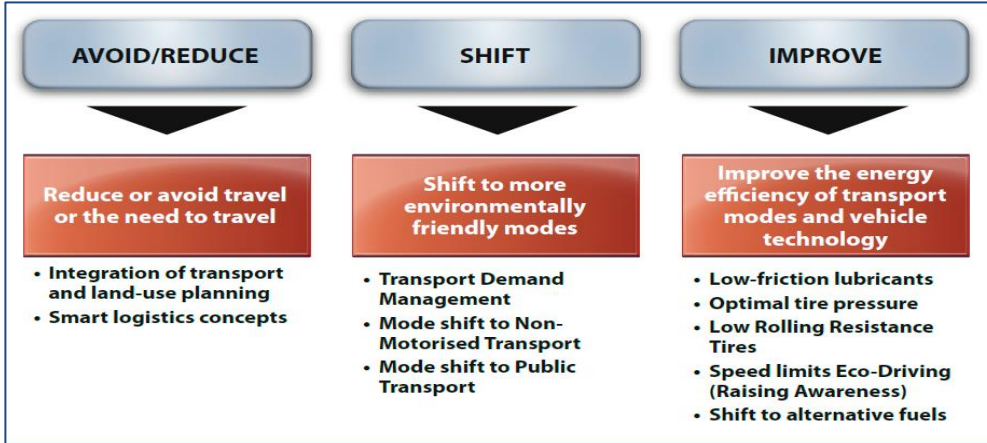 AVOID/REDUCE
Reduce or avoid travel
or the need to travel
• Integration of transport
and land-use planning
• Smart logistics concepts
SHIFT
Shift to more
environmentally
friendly modes
• Transport Demand
Management
• Mode shift to Non-
Motorised Transport
• Mode shift to Public
Transport
IMPROVE
Improve the energy
efficiency of transport
modes and vehicle
technology
• Low-friction lubricants
• Optimal tire pressure
• Low Rolling Resistance
Tires
• Speed limits Eco-Driving
(Raising Awareness)
• Shift to alternative fuels